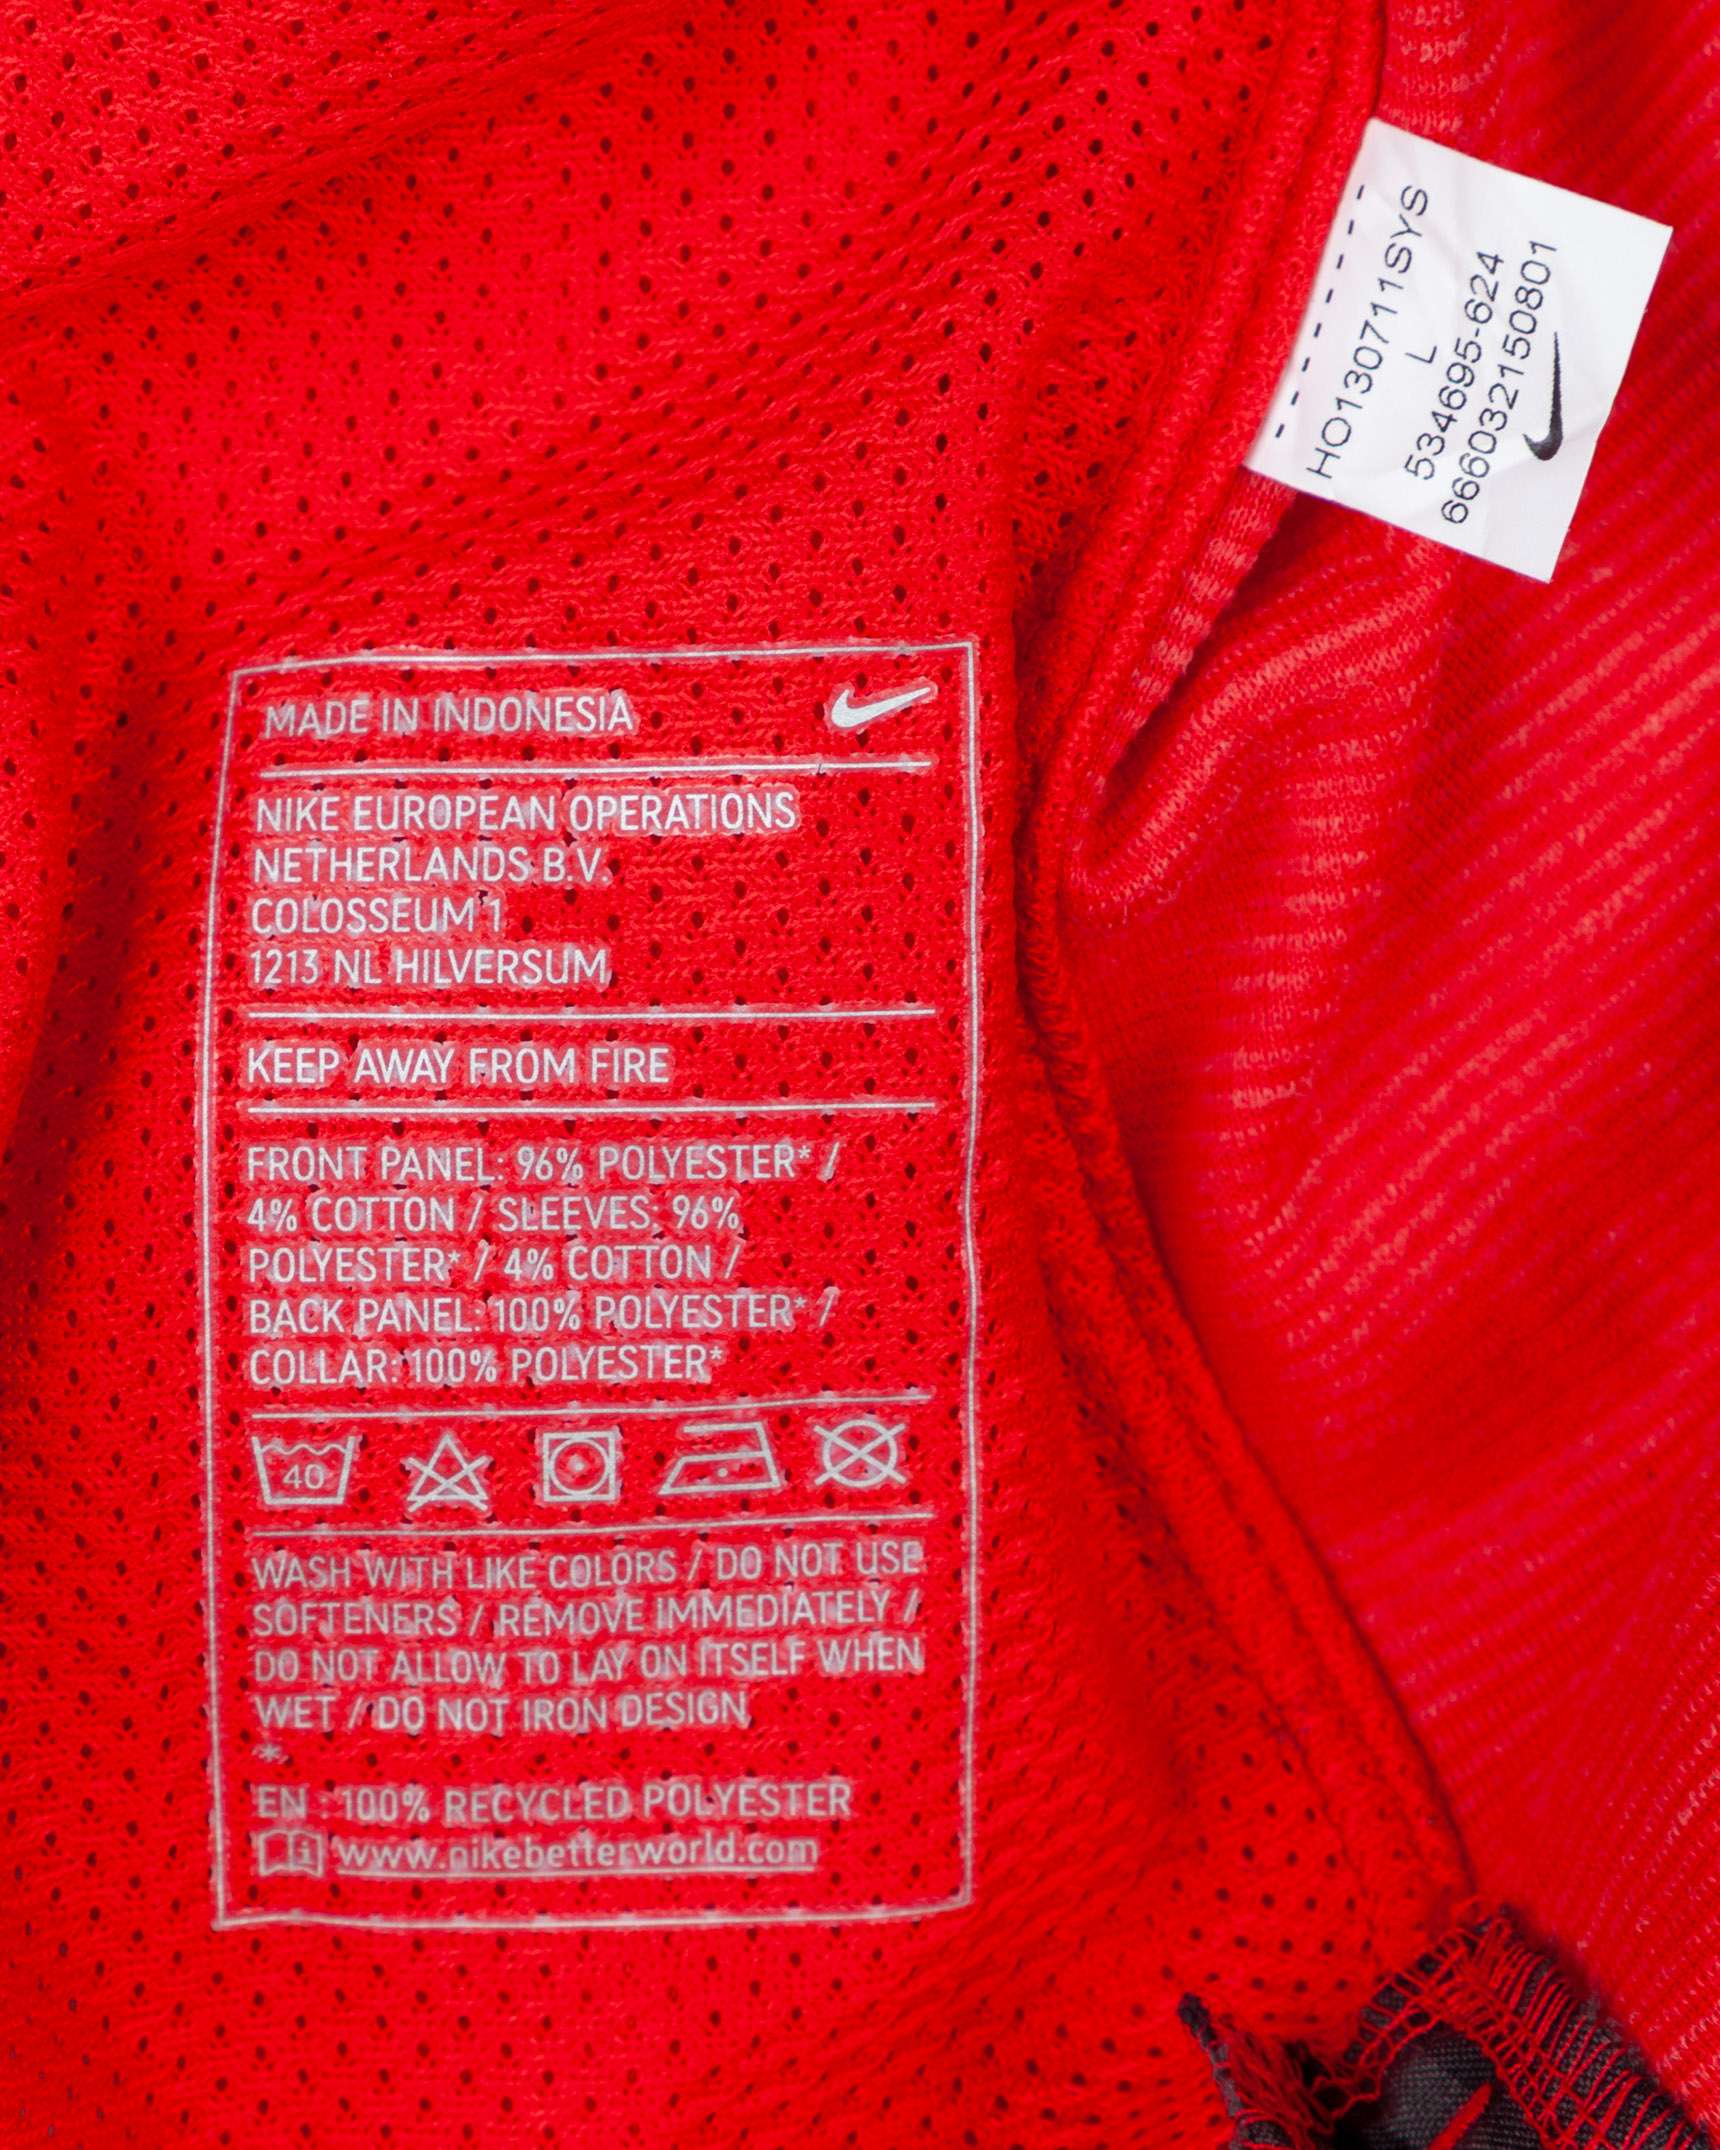 HO130711SYS
L
534695-624
66603215080​1
MADE IN INDONESIA
NIKE EUROPEAN OPERATIONS
NETHERLANDS B.V.
COLOSSEUM 1
1213 NL HILVERSUM
KEEP AWAY FROM FIRE
FRONT PANEL: 96% POLYESTER* /
4% COTTON / SLEEVES: 96%
POLYESTER* / 4% COTTON /
BACK PANEL: 100% POLYESTER* /
COLLAR: 100% POLYESTER*
40
WASH WITH LIKE COLORS / DO NOT USE
SOFTENERS / REMOVE IMMEDIATELY /
DO NOT ALLOW TO LAY ON ITSELF WHEN
WET / DO NOT IRON DESIGN
*
EN : 100% RECYCLED POLYESTER
i www.nikebetterworld.com